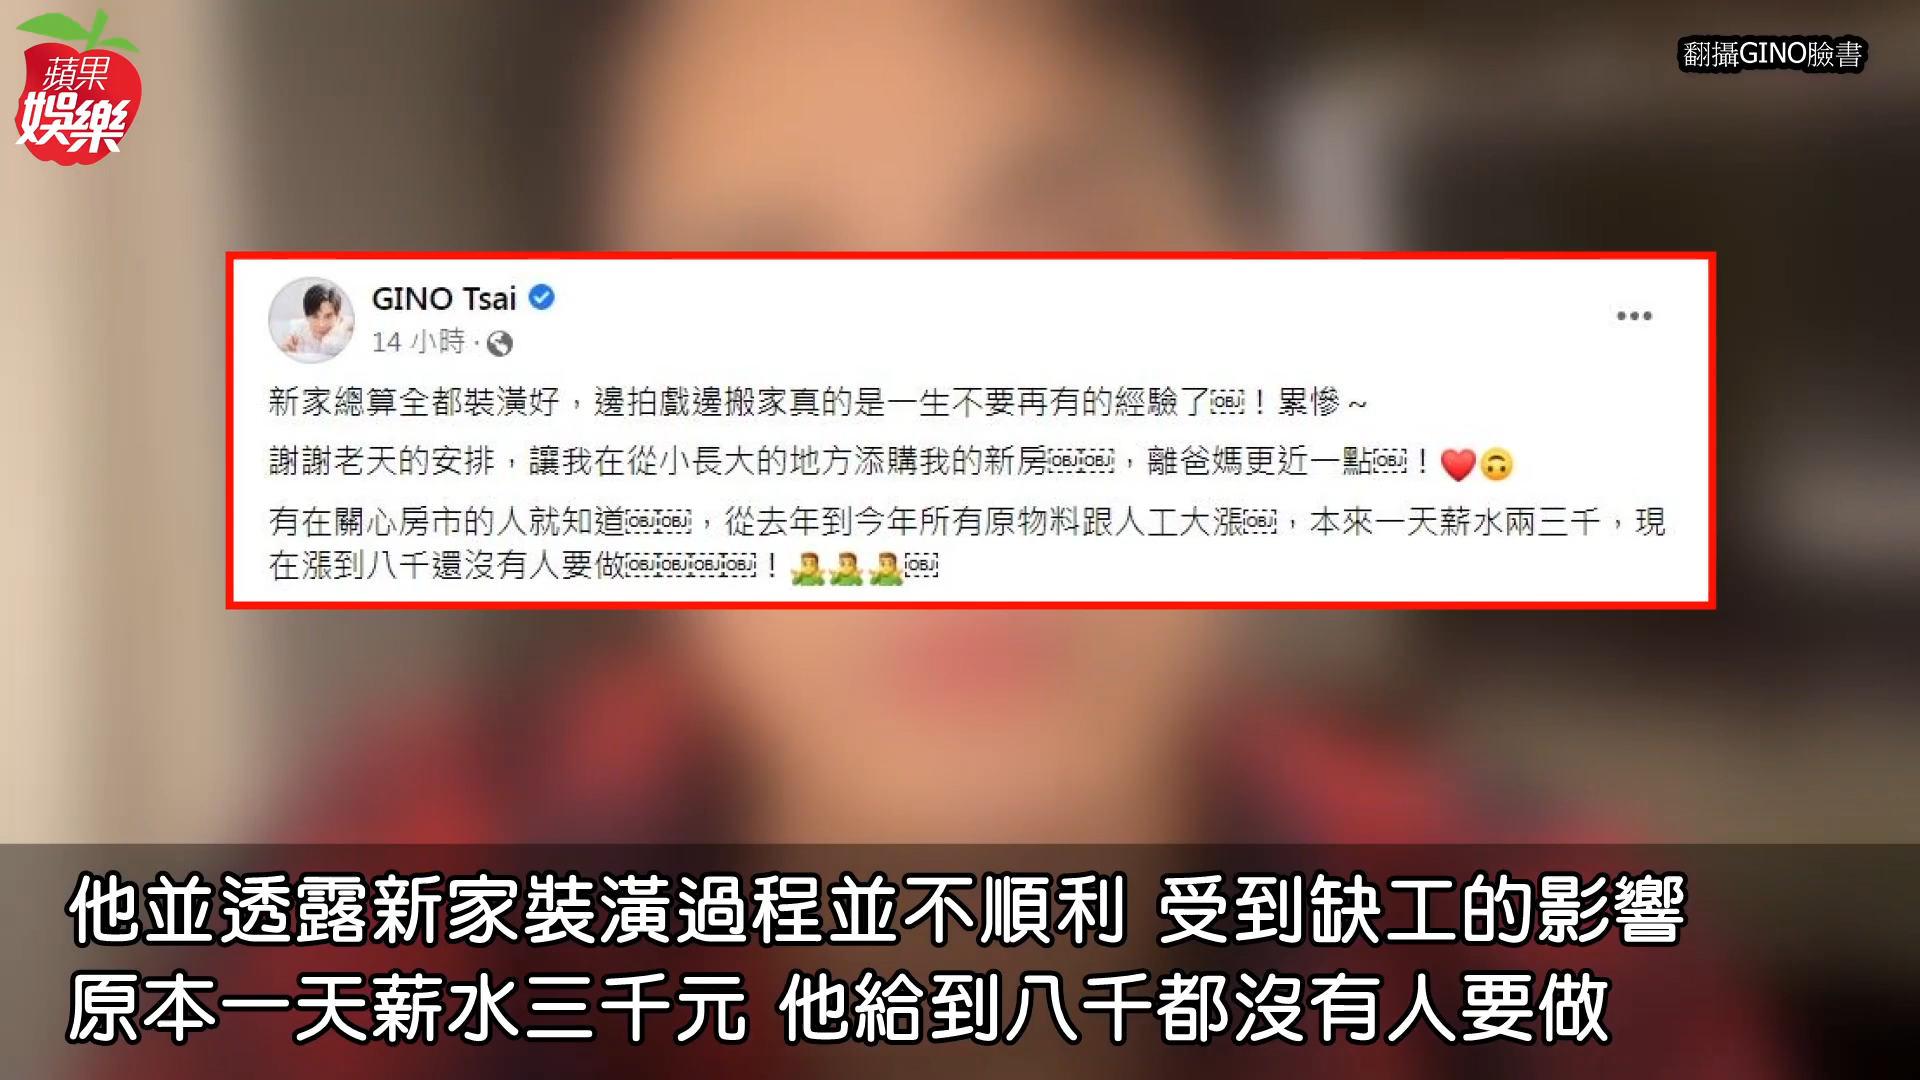 蘋果
娛樂
翻攝GINO臉書
GINO Tsai
14 小時 ·
新家總算全都裝潢好，邊拍戲邊搬家真的是一生不要再有的經驗了￼！累慘～
謝謝老天的安排，讓我在從小長大的地方添購我的新房￼￼，離爸媽更近一點￼！❤️🙃
有在關心房市的人就知道￼￼，從去年到今年所有原物料跟人工大漲￼，本來一天薪水兩三千，現
在漲到八千還沒有人要做￼￼￼￼！🤷‍♂️🤷‍♂️🤷‍♂️￼
他並透露新家裝潢過程並不順利 受到缺工的影響
原本一天薪水三千元 他給到八千都沒有人要做